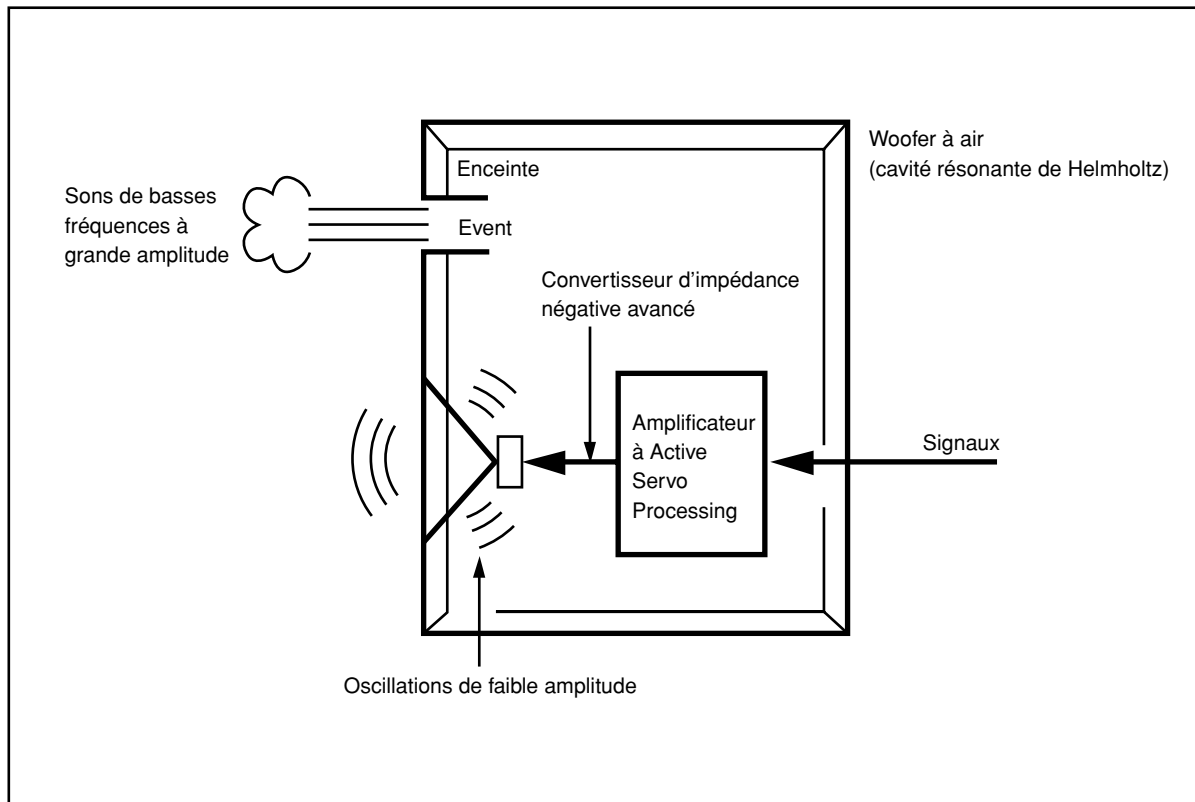 Woofer à air
(cavité résonante de Helmholtz)
Enceinte
Sons de basses
fréquences à
grande amplitude
Event
Convertisseur d'impédance
négative avancé
Amplificateur
à Active
Servo
Processing
Signaux
Oscillations de faible amplitude